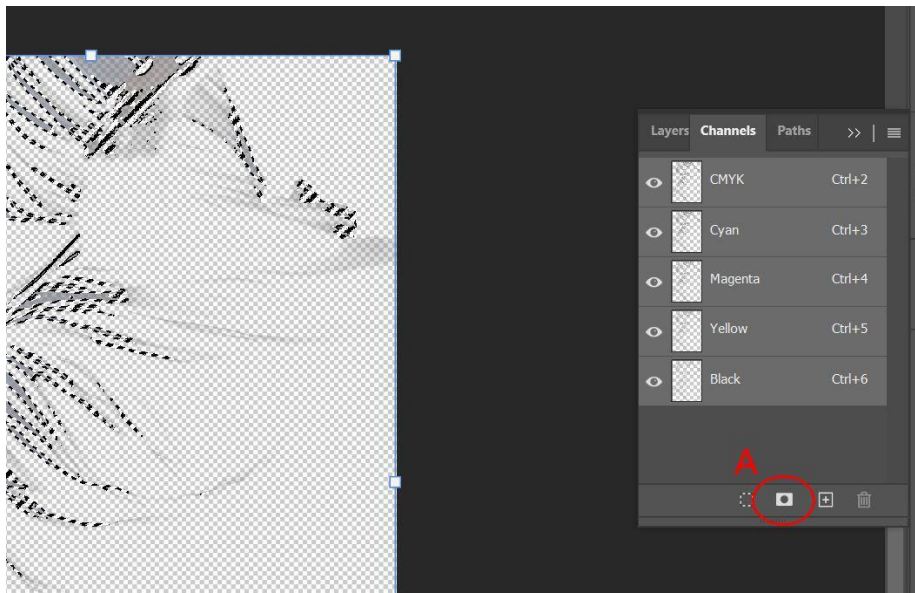 Layers Channels Paths
CMYK Ctrl+2
Cyan Ctrl+3
Magenta Ctrl+4
Yellow Ctrl+5
Black Ctrl+6
A